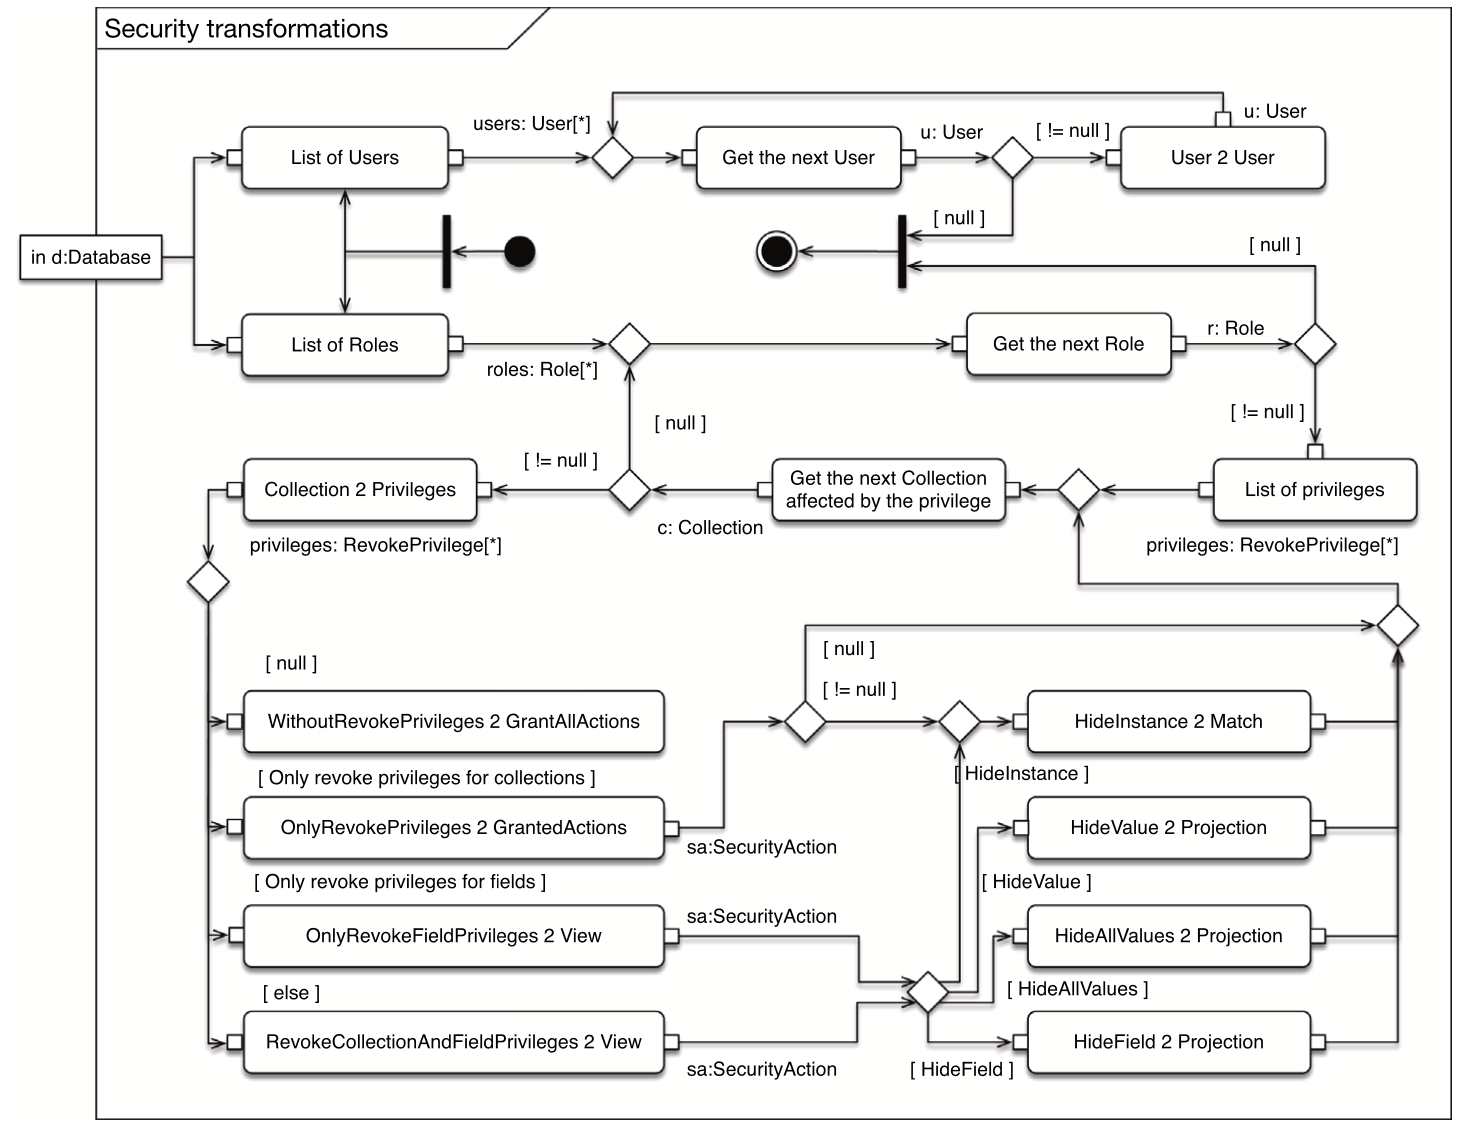 Security transformations
users: User[*]
u: User
[ != null ]
u: User
List of Users
Get the next User
User 2 User
[ null ]
[ null ]
in d:Database
List of Roles
roles: Role[*]
Get the next Role
r: Role
[ != null ]
[ null ]
[ != null ]
Collection 2 Privileges
Get the next Collection
affected by the privilege
List of privileges
c: Collection
privileges: RevokePrivilege[*]
privileges: RevokePrivilege[*]
[ null ]
[ null ]
[ != null ]
WithoutRevokePrivileges 2 GrantAllActions
HideInstance 2 Match
[ Only revoke privileges for collections ]
[ HideInstance ]
OnlyRevokePrivileges 2 GrantedActions
HideValue 2 Projection
sa:SecurityAction
[ Only revoke privileges for fields ]
[ HideValue ]
sa:SecurityAction
OnlyRevokeFieldPrivileges 2 View
HideAllValues 2 Projection
[ else ]
[ HideAllValues ]
RevokeCollectionAndFieldPrivileges 2 View
HideField 2 Projection
sa:SecurityAction
[ HideField ]